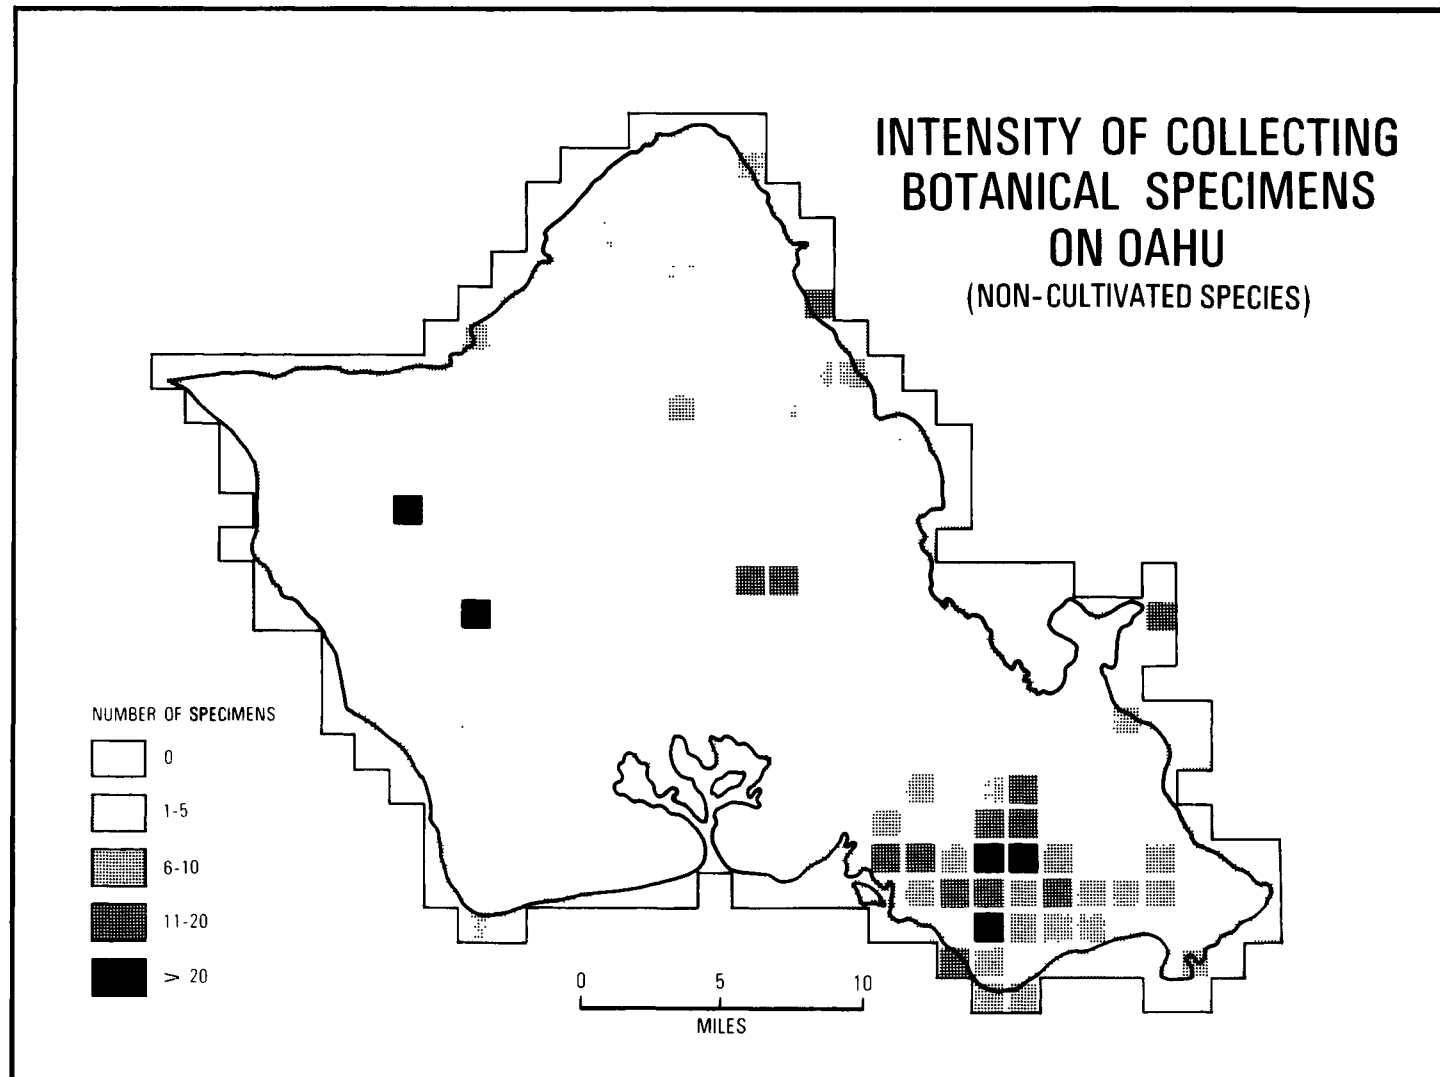 INTENSITY OF COLLECTING
BOTANICAL SPECIMENS
ON OAHU
(NON-CULTIVATED SPECIES)
NUMBER OF SPECIMENS
0
1-5
6-10
11-20
> 20
0 5 10
MILES